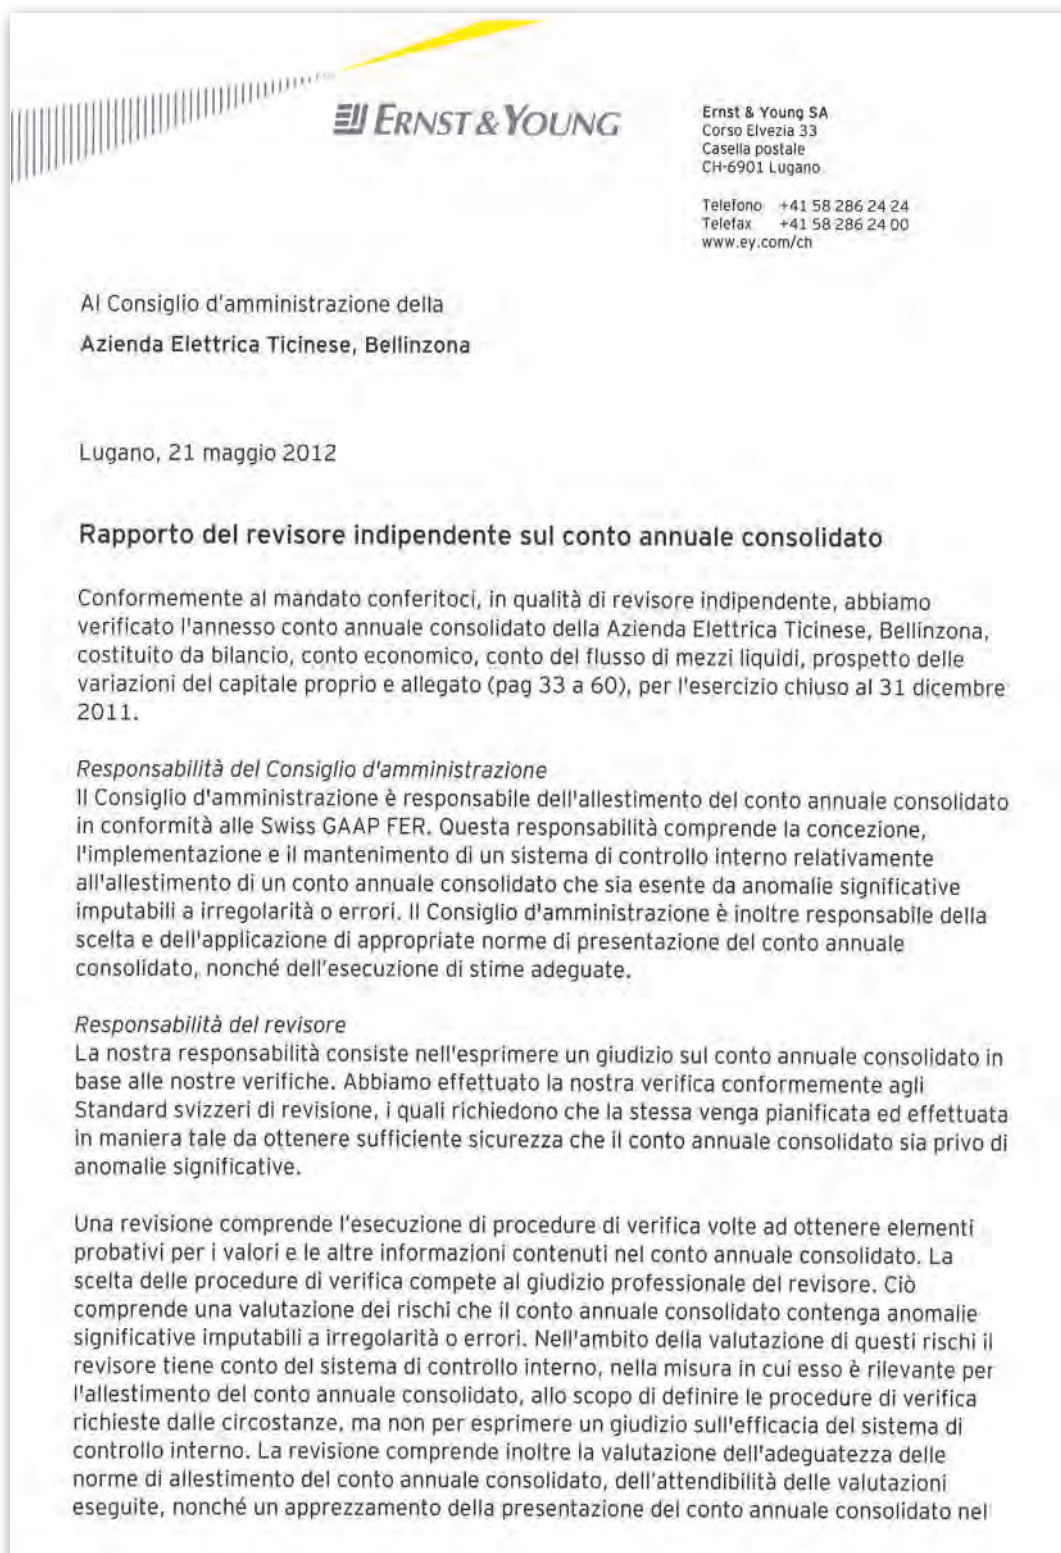 ERNST & YOUNG
Ernst & Young SA
Corso Elvezia 33
Casella postale
CH-6901 Lugano
Telefono +41 58 286 24 24
Telefax +41 58 286 24 00
www.ey.com/ch
Al Consiglio d'amministrazione della
Azienda Elettrica Ticinese, Bellinzona
Lugano, 21 maggio 2012
Rapporto del revisore indipendente sul conto annuale consolidato
Conformemente al mandato conferitoci, in qualità di revisore indipendente, abbiamo
verificato l'annesso conto annuale consolidato della Azienda Elettrica Ticinese, Bellinzona,
costituito da bilancio, conto economico, conto del flusso di mezzi liquidi, prospetto delle
variazioni del capitale proprio e allegato (pag 33 a 60), per l'esercizio chiuso al 31 dicembre
2011.
Responsabilità del Consiglio d'amministrazione
Il Consiglio d'amministrazione è responsabile dell'allestimento del conto annuale consolidato
in conformità alle Swiss GAAP FER. Questa responsabilità comprende la concezione,
l'implementazione e il mantenimento di un sistema di controllo interno relativamente
all'allestimento di un conto annuale consolidato che sia esente da anomalie significative
imputabili a irregolarità o errori. Il Consiglio d'amministrazione è inoltre responsabile della
scelta e dell'applicazione di appropriate norme di presentazione del conto annuale
consolidato, nonché dell'esecuzione di stime adeguate.
Responsabilità del revisore
La nostra responsabilità consiste nell'esprimere un giudizio sul conto annuale consolidato in
base alle nostre verifiche. Abbiamo effettuato la nostra verifica conformemente agli
Standard svizzeri di revisione, i quali richiedono che la stessa venga pianificata ed effettuata
in maniera tale da ottenere sufficiente sicurezza che il conto annuale consolidato sia privo di
anomalie significative.
Una revisione comprende l'esecuzione di procedure di verifica volte ad ottenere elementi
probativi per i valori e le altre informazioni contenuti nel conto annuale consolidato. La
scelta delle procedure di verifica compete al giudizio professionale del revisore. Ciò
comprende una valutazione dei rischi che il conto annuale consolidato contenga anomalie
significative imputabili a irregolarità o errori. Nell'ambito della valutazione di questi rischi il
revisore tiene conto del sistema di controllo interno, nella misura in cui esso è rilevante per
l'allestimento del conto annuale consolidato, allo scopo di definire le procedure di verifica
richieste dalle circostanze, ma non per esprimere un giudizio sull'efficacia del sistema di
controllo interno. La revisione comprende inoltre la valutazione dell'adeguatezza delle
norme di allestimento del conto annuale consolidato, dell'attendibilità delle valutazioni
eseguite, nonché un apprezzamento della presentazione del conto annuale consolidato nel